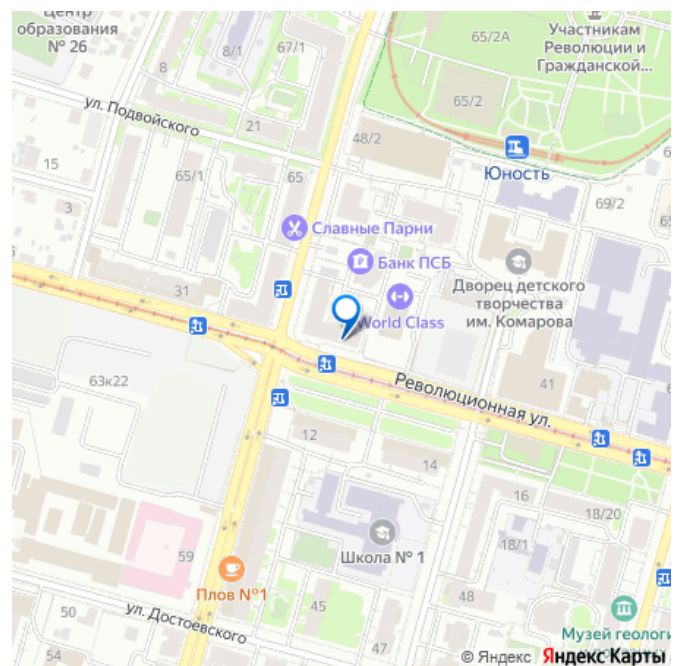 Центр
образования
№ 26
8
8/1
67/1
65/2А
Участникам
Революции и
Гражданской...
65/2
ул. Подвойского
21
48/2
Юность
15
65/1
65
69/2
3
Славные Парни
Банк ПСБ
Дворец детского
творчества
им. Комарова
31
World Class
63к22
Революционная ул.
41
12
14
16
18/20
59
Школа № 1
18/1
Плов №1
45
48
50
ул. Достоевского
Музей геологи
54
47
© Яндекс Яндекс Карты